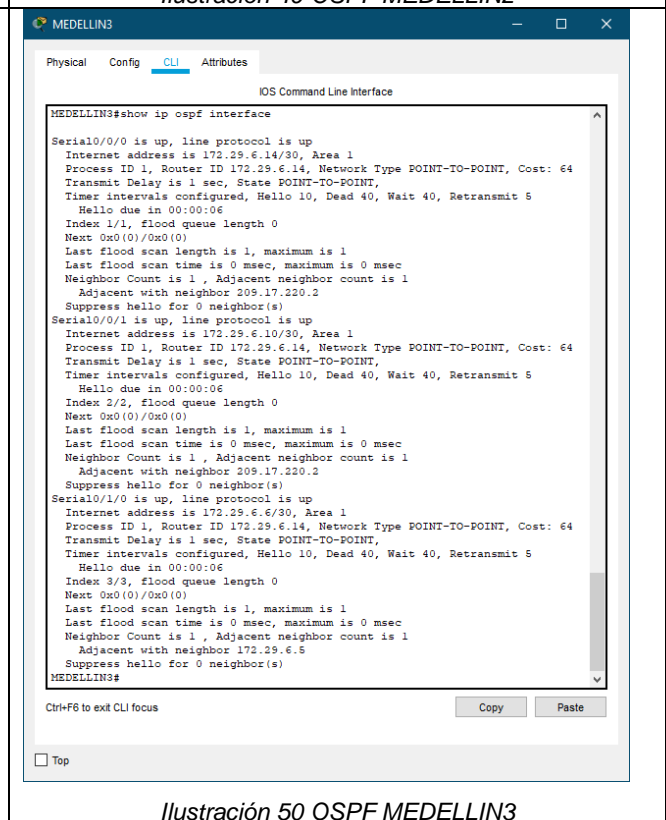 Ilustración 49 OSPF MEDELLIN2
MEDELLIN3
Physical Config CLI Attributes
IOS Command Line Interface
MEDELLIN3#show ip ospf interface
Serial0/0/0 is up, line protocol is up
Internet address is 172.29.6.14/30, Area 1
Process ID 1, Router ID 172.29.6.14, Network Type POINT-TO-POINT, Cost: 64
Transmit Delay is 1 sec, State POINT-TO-POINT,
Timer intervals configured, Hello 10, Dead 40, Wait 40, Retransmit 5
Hello due in 00:00:06
Index 1/1, flood queue length 0
Next 0x0(0)/0x0(0)
Last flood scan length is 1, maximum is 1
Last flood scan time is 0 msec, maximum is 0 msec
Neighbor Count is 1 , Adjacent neighbor count is 1
Adjacent with neighbor 209.17.220.2
Suppress hello for 0 neighbor(s)
Serial0/0/1 is up, line protocol is up
Internet address is 172.29.6.10/30, Area 1
Process ID 1, Router ID 172.29.6.14, Network Type POINT-TO-POINT, Cost: 64
Transmit Delay is 1 sec, State POINT-TO-POINT,
Timer intervals configured, Hello 10, Dead 40, Wait 40, Retransmit 5
Hello due in 00:00:06
Index 2/2, flood queue length 0
Next 0x0(0)/0x0(0)
Last flood scan length is 1, maximum is 1
Last flood scan time is 0 msec, maximum is 0 msec
Neighbor Count is 1 , Adjacent neighbor count is 1
Adjacent with neighbor 209.17.220.2
Suppress hello for 0 neighbor(s)
Serial0/1/0 is up, line protocol is up
Internet address is 172.29.6.6/30, Area 1
Process ID 1, Router ID 172.29.6.14, Network Type POINT-TO-POINT, Cost: 64
Transmit Delay is 1 sec, State POINT-TO-POINT,
Timer intervals configured, Hello 10, Dead 40, Wait 40, Retransmit 5
Hello due in 00:00:06
Index 3/3, flood queue length 0
Next 0x0(0)/0x0(0)
Last flood scan length is 1, maximum is 1
Last flood scan time is 0 msec, maximum is 0 msec
Neighbor Count is 1 , Adjacent neighbor count is 1
Adjacent with neighbor 172.29.6.5
Suppress hello for 0 neighbor(s)
MEDELLIN3#
Ctrl+F6 to exit CLI focus Copy Paste
Top
Ilustración 50 OSPF MEDELLIN3